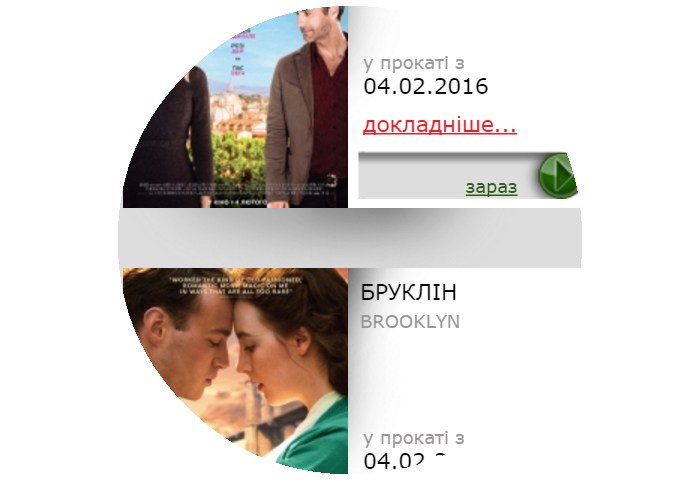 у прокаті з
04.02.2016
докладніше...
зараз
"WORKED THE KIND OF OLD-FASHIONED,
ROMANTIC MOVIE MAGIC ON ME
IN WAYS THAT ARE ALL TOO RARE"
БРУКЛІН
BROOKLYN
у прокаті з
04.02